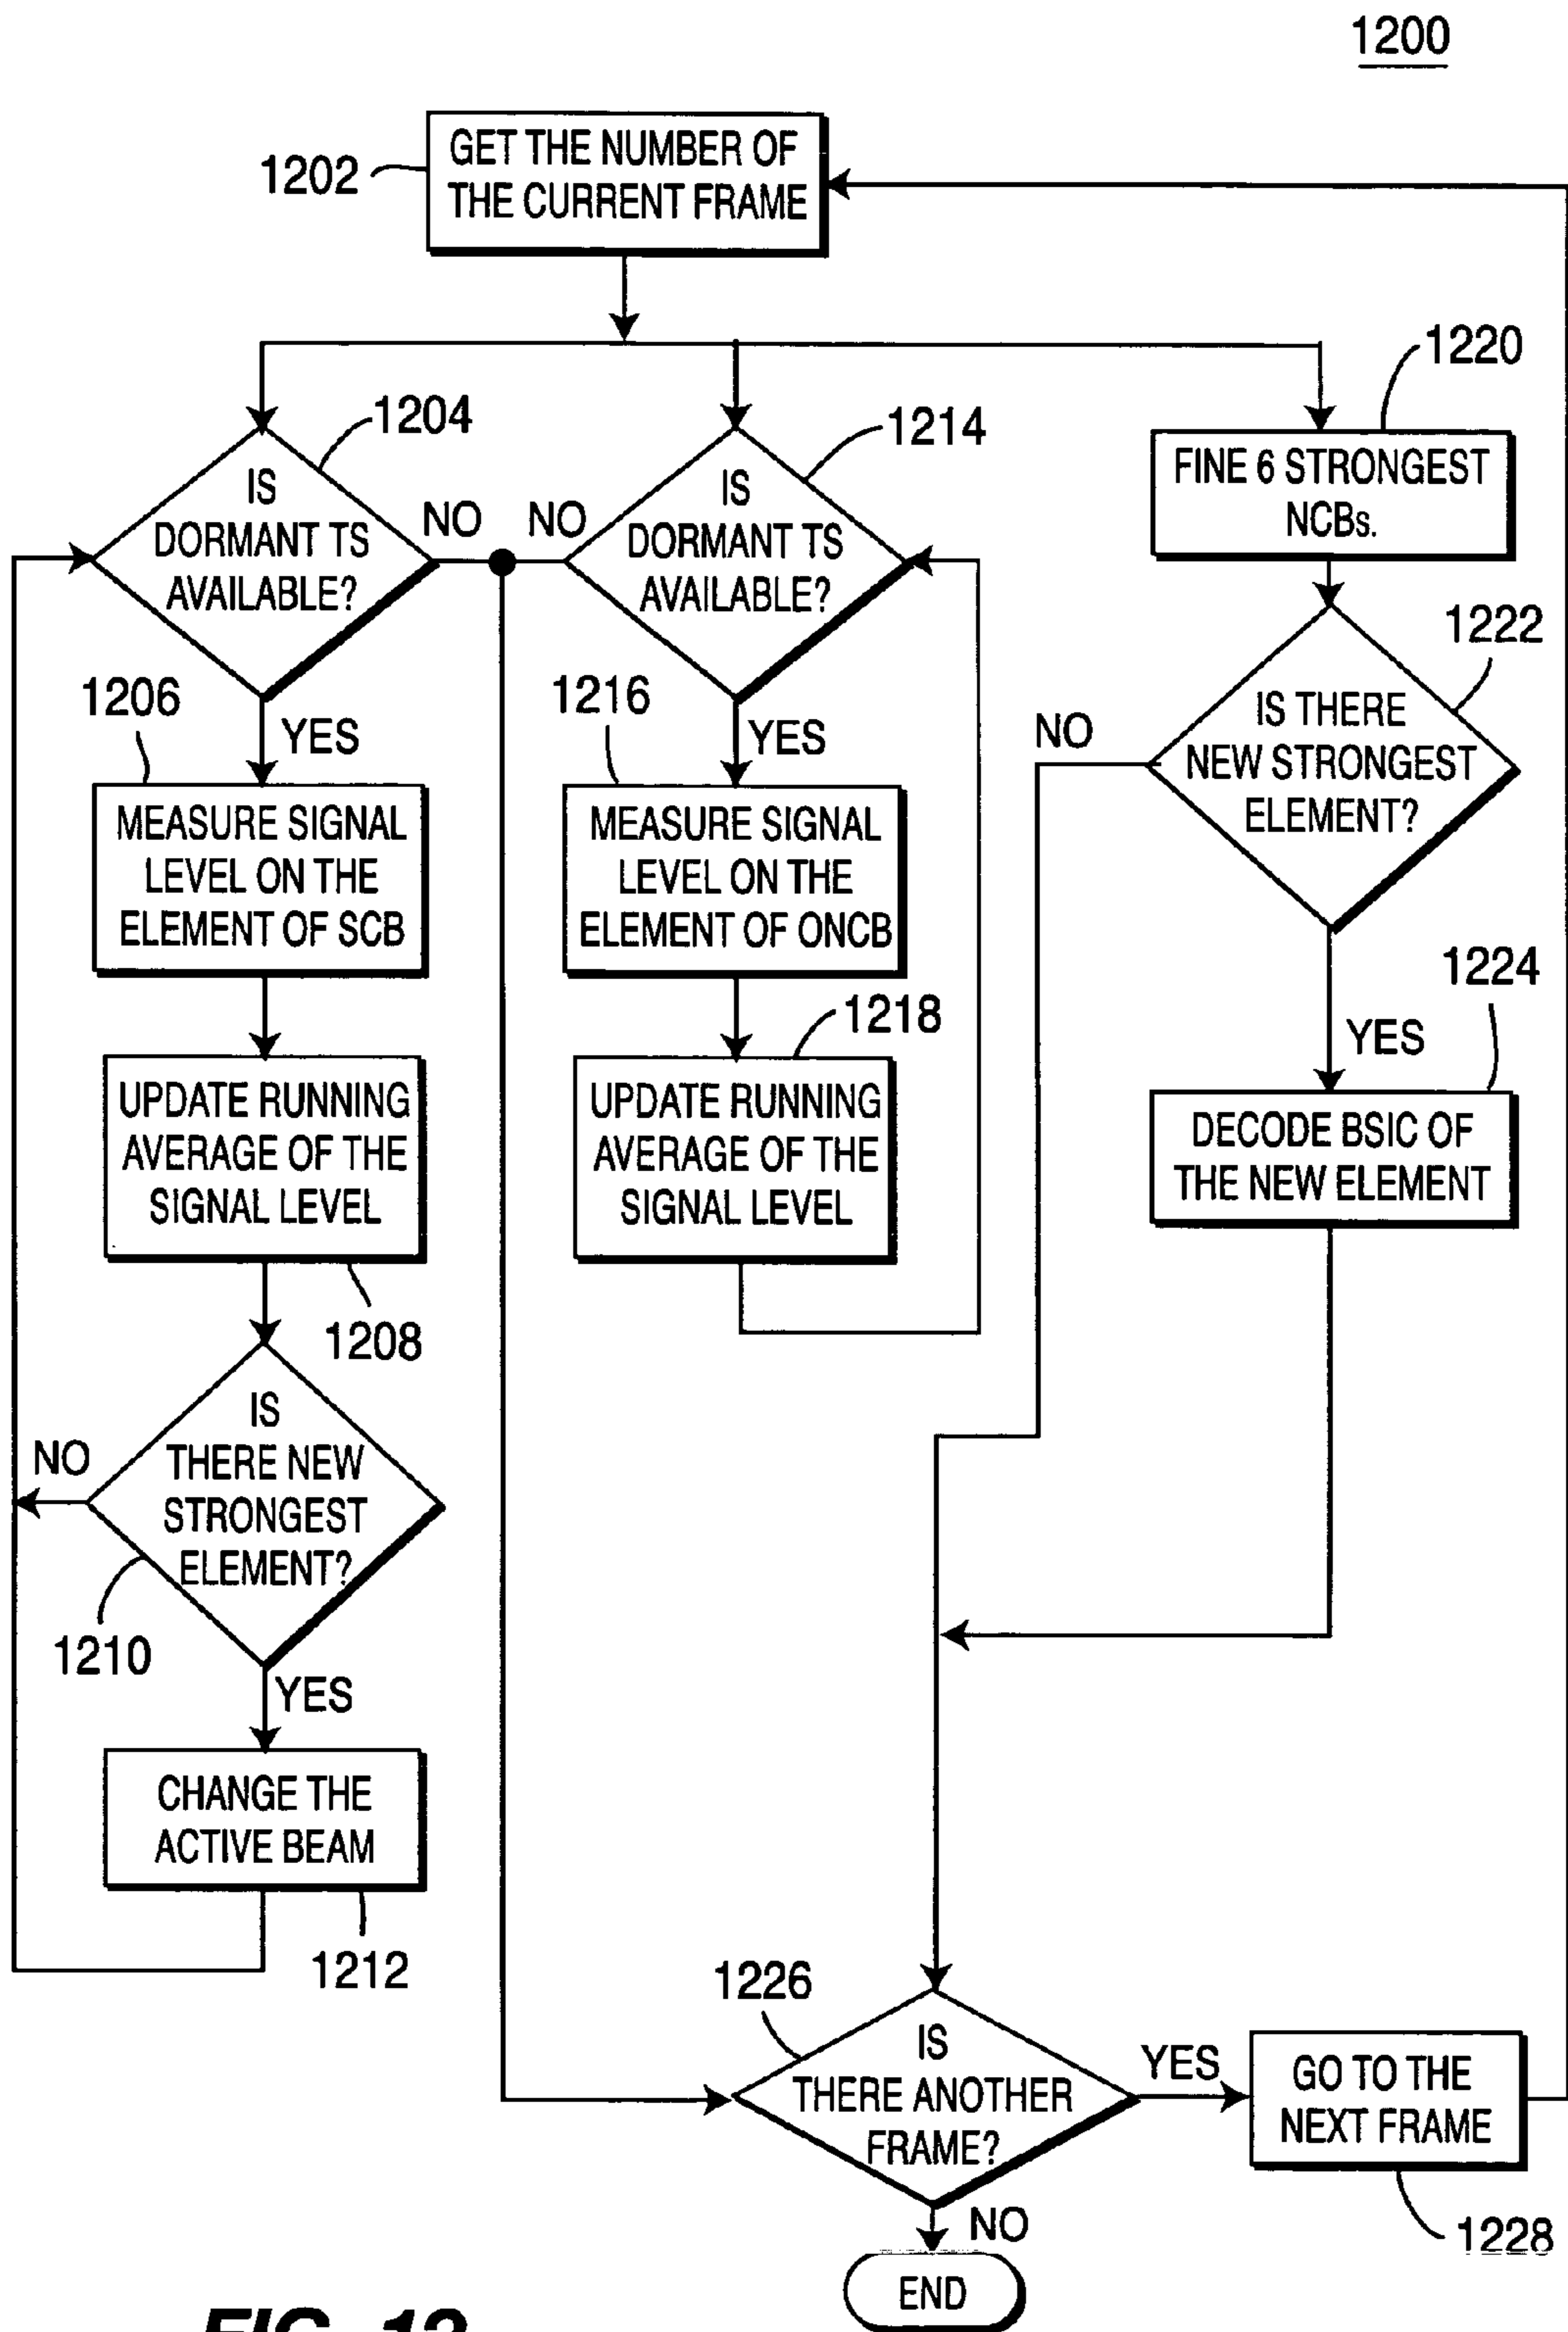 1200
GET THE NUMBER OF
THE CURRENT FRAME
1202
1204
IS
DORMANT TS
AVAILABLE?
NO
YES
1206
MEASURE SIGNAL
LEVEL ON THE
ELEMENT OF SCB
UPDATE RUNNING
AVERAGE OF THE
SIGNAL LEVEL
1208
IS
THERE NEW
STRONGEST
ELEMENT?
NO
1210
YES
CHANGE THE
ACTIVE BEAM
1212
1214
IS
DORMANT TS
AVAILABLE?
NO
YES
1216
MEASURE SIGNAL
LEVEL ON THE
ELEMENT OF ONCB
1218
UPDATE RUNNING
AVERAGE OF THE
SIGNAL LEVEL
1220
FINE 6 STRONGEST
NCBs.
1222
IS THERE
NEW STRONGEST
ELEMENT?
NO
YES
1224
DECODE BSIC OF
THE NEW ELEMENT
1226
IS
THERE ANOTHER
FRAME?
YES
GO TO THE
NEXT FRAME
1228
NO
END
FIG. 12